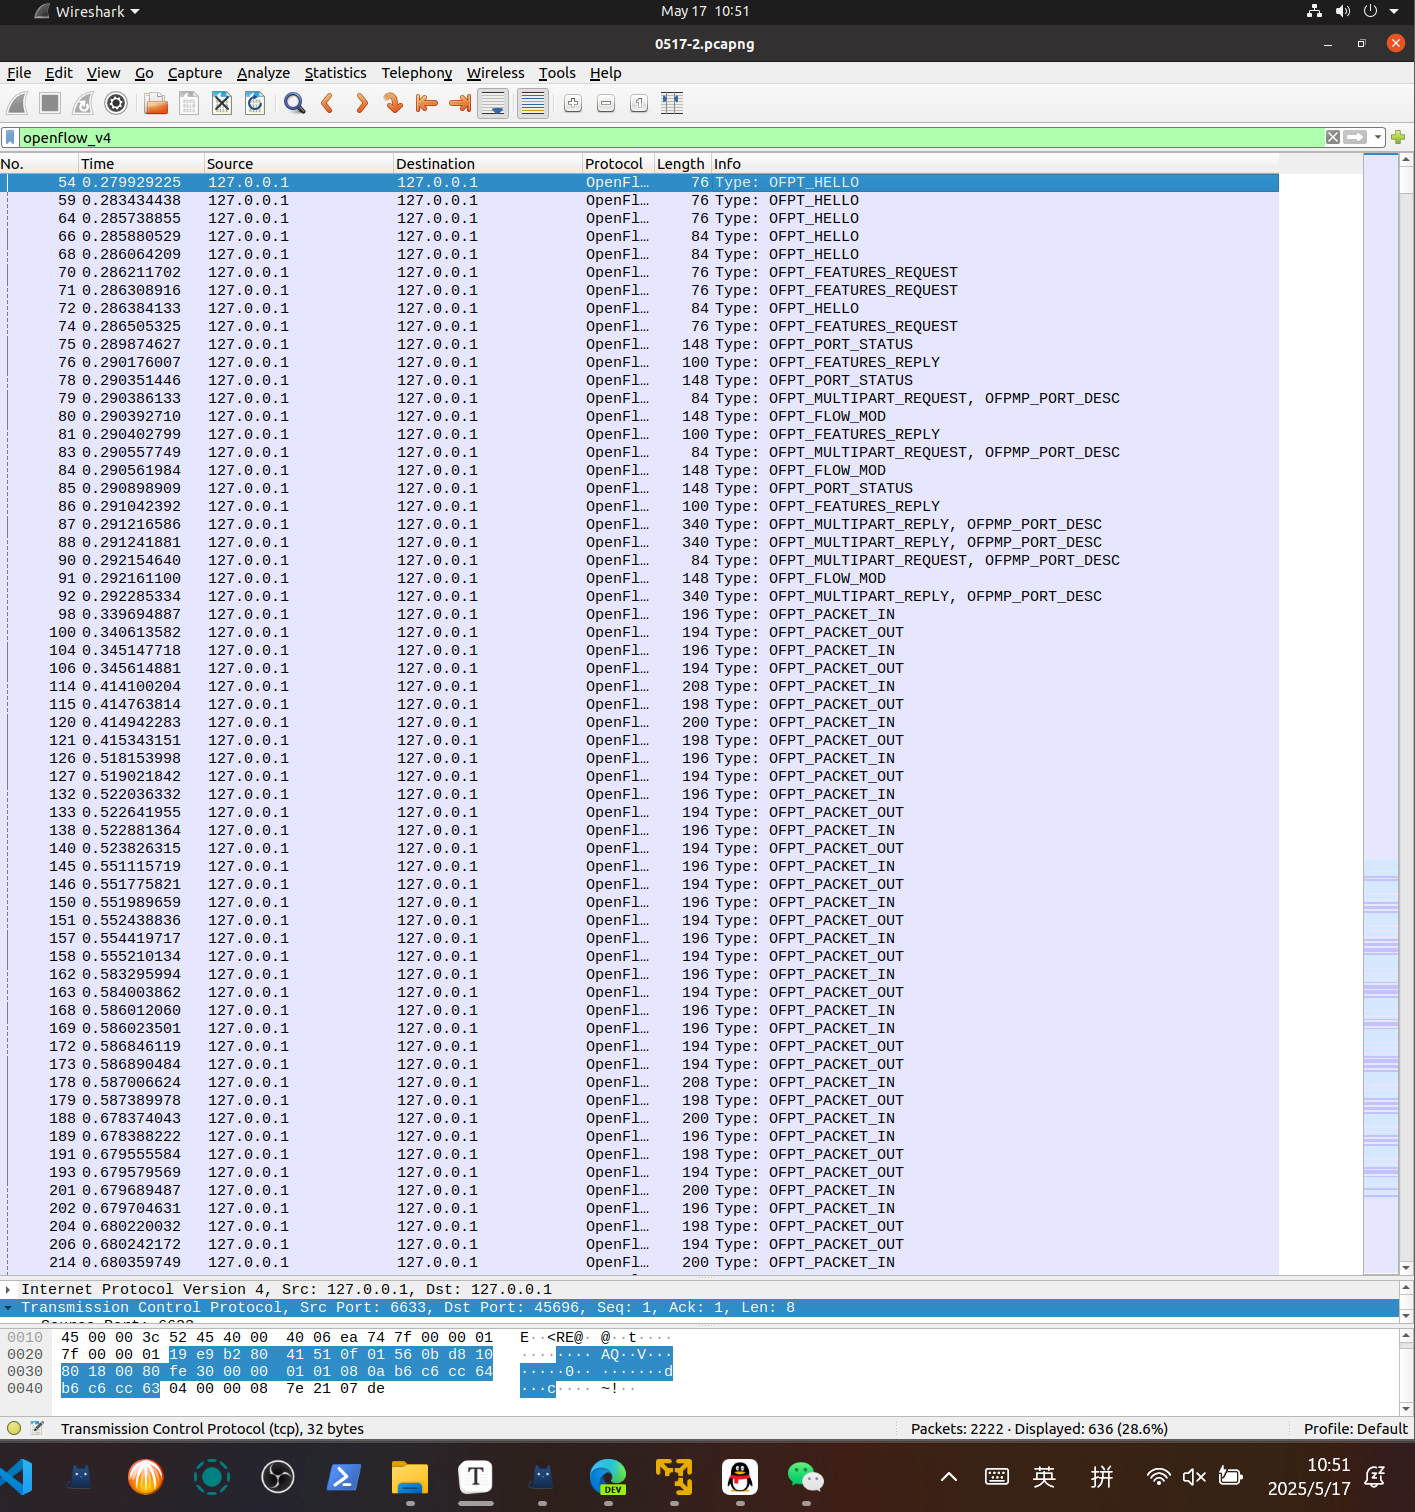 Wireshark
May 17 10:51
0517-2.pcapng
File Edit View Go Capture Analyze Statistics Telephony Wireless Tools Help
openflow_v4
No. Time Source Destination Protocol Length Info
54 0.279929225 127.0.0.1 127.0.0.1 OpenFl… 76 Type: OFPT_HELLO
59 0.283434438 127.0.0.1 127.0.0.1 OpenFl… 76 Type: OFPT_HELLO
64 0.285738855 127.0.0.1 127.0.0.1 OpenFl… 76 Type: OFPT_HELLO
66 0.285880529 127.0.0.1 127.0.0.1 OpenFl… 84 Type: OFPT_HELLO
68 0.286064209 127.0.0.1 127.0.0.1 OpenFl… 84 Type: OFPT_HELLO
70 0.286211702 127.0.0.1 127.0.0.1 OpenFl… 76 Type: OFPT_FEATURES_REQUEST
71 0.286308916 127.0.0.1 127.0.0.1 OpenFl… 76 Type: OFPT_FEATURES_REQUEST
72 0.286384133 127.0.0.1 127.0.0.1 OpenFl… 84 Type: OFPT_HELLO
74 0.286505325 127.0.0.1 127.0.0.1 OpenFl… 76 Type: OFPT_FEATURES_REQUEST
75 0.289874627 127.0.0.1 127.0.0.1 OpenFl… 148 Type: OFPT_PORT_STATUS
76 0.290176007 127.0.0.1 127.0.0.1 OpenFl… 100 Type: OFPT_FEATURES_REPLY
78 0.290351446 127.0.0.1 127.0.0.1 OpenFl… 148 Type: OFPT_PORT_STATUS
79 0.290386133 127.0.0.1 127.0.0.1 OpenFl… 84 Type: OFPT_MULTIPART_REQUEST, OFPMP_PORT_DESC
80 0.290392710 127.0.0.1 127.0.0.1 OpenFl… 148 Type: OFPT_FLOW_MOD
81 0.290402799 127.0.0.1 127.0.0.1 OpenFl… 100 Type: OFPT_FEATURES_REPLY
83 0.290557749 127.0.0.1 127.0.0.1 OpenFl… 84 Type: OFPT_MULTIPART_REQUEST, OFPMP_PORT_DESC
84 0.290561984 127.0.0.1 127.0.0.1 OpenFl… 148 Type: OFPT_FLOW_MOD
85 0.290898909 127.0.0.1 127.0.0.1 OpenFl… 148 Type: OFPT_PORT_STATUS
86 0.291042392 127.0.0.1 127.0.0.1 OpenFl… 100 Type: OFPT_FEATURES_REPLY
87 0.291216586 127.0.0.1 127.0.0.1 OpenFl… 340 Type: OFPT_MULTIPART_REPLY, OFPMP_PORT_DESC
88 0.291241881 127.0.0.1 127.0.0.1 OpenFl… 340 Type: OFPT_MULTIPART_REPLY, OFPMP_PORT_DESC
90 0.292154640 127.0.0.1 127.0.0.1 OpenFl… 84 Type: OFPT_MULTIPART_REQUEST, OFPMP_PORT_DESC
91 0.292161100 127.0.0.1 127.0.0.1 OpenFl… 148 Type: OFPT_FLOW_MOD
92 0.292285334 127.0.0.1 127.0.0.1 OpenFl… 340 Type: OFPT_MULTIPART_REPLY, OFPMP_PORT_DESC
98 0.339694887 127.0.0.1 127.0.0.1 OpenFl… 196 Type: OFPT_PACKET_IN
100 0.340613582 127.0.0.1 127.0.0.1 OpenFl… 194 Type: OFPT_PACKET_OUT
104 0.345147718 127.0.0.1 127.0.0.1 OpenFl… 196 Type: OFPT_PACKET_IN
106 0.345614881 127.0.0.1 127.0.0.1 OpenFl… 194 Type: OFPT_PACKET_OUT
114 0.414100204 127.0.0.1 127.0.0.1 OpenFl… 208 Type: OFPT_PACKET_IN
115 0.414763814 127.0.0.1 127.0.0.1 OpenFl… 198 Type: OFPT_PACKET_OUT
120 0.414942283 127.0.0.1 127.0.0.1 OpenFl… 200 Type: OFPT_PACKET_IN
121 0.415343151 127.0.0.1 127.0.0.1 OpenFl… 198 Type: OFPT_PACKET_OUT
126 0.518153998 127.0.0.1 127.0.0.1 OpenFl… 196 Type: OFPT_PACKET_IN
127 0.519021842 127.0.0.1 127.0.0.1 OpenFl… 194 Type: OFPT_PACKET_OUT
132 0.522036332 127.0.0.1 127.0.0.1 OpenFl… 196 Type: OFPT_PACKET_IN
133 0.522641955 127.0.0.1 127.0.0.1 OpenFl… 194 Type: OFPT_PACKET_OUT
138 0.522881364 127.0.0.1 127.0.0.1 OpenFl… 196 Type: OFPT_PACKET_IN
140 0.523826315 127.0.0.1 127.0.0.1 OpenFl… 194 Type: OFPT_PACKET_OUT
145 0.551115719 127.0.0.1 127.0.0.1 OpenFl… 196 Type: OFPT_PACKET_IN
146 0.551775821 127.0.0.1 127.0.0.1 OpenFl… 194 Type: OFPT_PACKET_OUT
150 0.551989659 127.0.0.1 127.0.0.1 OpenFl… 196 Type: OFPT_PACKET_IN
151 0.552438836 127.0.0.1 127.0.0.1 OpenFl… 194 Type: OFPT_PACKET_OUT
157 0.554419717 127.0.0.1 127.0.0.1 OpenFl… 196 Type: OFPT_PACKET_IN
158 0.555210134 127.0.0.1 127.0.0.1 OpenFl… 194 Type: OFPT_PACKET_OUT
162 0.583295994 127.0.0.1 127.0.0.1 OpenFl… 196 Type: OFPT_PACKET_IN
163 0.584003862 127.0.0.1 127.0.0.1 OpenFl… 194 Type: OFPT_PACKET_OUT
168 0.586012060 127.0.0.1 127.0.0.1 OpenFl… 196 Type: OFPT_PACKET_IN
169 0.586023501 127.0.0.1 127.0.0.1 OpenFl… 196 Type: OFPT_PACKET_IN
172 0.586846119 127.0.0.1 127.0.0.1 OpenFl… 194 Type: OFPT_PACKET_OUT
173 0.586890484 127.0.0.1 127.0.0.1 OpenFl… 194 Type: OFPT_PACKET_OUT
178 0.587006624 127.0.0.1 127.0.0.1 OpenFl… 208 Type: OFPT_PACKET_IN
179 0.587389978 127.0.0.1 127.0.0.1 OpenFl… 198 Type: OFPT_PACKET_OUT
188 0.678374043 127.0.0.1 127.0.0.1 OpenFl… 200 Type: OFPT_PACKET_IN
189 0.678388222 127.0.0.1 127.0.0.1 OpenFl… 196 Type: OFPT_PACKET_IN
191 0.679555584 127.0.0.1 127.0.0.1 OpenFl… 198 Type: OFPT_PACKET_OUT
193 0.679579569 127.0.0.1 127.0.0.1 OpenFl… 194 Type: OFPT_PACKET_OUT
201 0.679689487 127.0.0.1 127.0.0.1 OpenFl… 200 Type: OFPT_PACKET_IN
202 0.679704631 127.0.0.1 127.0.0.1 OpenFl… 196 Type: OFPT_PACKET_IN
204 0.680220032 127.0.0.1 127.0.0.1 OpenFl… 198 Type: OFPT_PACKET_OUT
206 0.680242172 127.0.0.1 127.0.0.1 OpenFl… 194 Type: OFPT_PACKET_OUT
214 0.680359749 127.0.0.1 127.0.0.1 OpenFl… 200 Type: OFPT_PACKET_IN
Internet Protocol Version 4, Src: 127.0.0.1, Dst: 127.0.0.1
Transmission Control Protocol, Src Port: 6633, Dst Port: 45696, Seq: 1, Ack: 1, Len: 8
0010 45 00 00 3c 52 45 40 00 40 06 ea 74 7f 00 00 01 E··<RE@· @··t····
0020 7f 00 00 01 19 e9 b2 80 41 51 0f 01 56 0b d8 10 ········ AQ··V···
0030 80 18 00 80 fe 30 00 00 01 01 08 0a b6 c6 cc 64 ·····0·· ·······d
0040 b6 c6 cc 63 04 00 00 08 7e 21 07 de ···c···· ~!··
Transmission Control Protocol (tcp), 32 bytes
Packets: 2222 · Displayed: 636 (28.6%)
Profile: Default
T
DEV
英
拼
10:51
2025/5/17